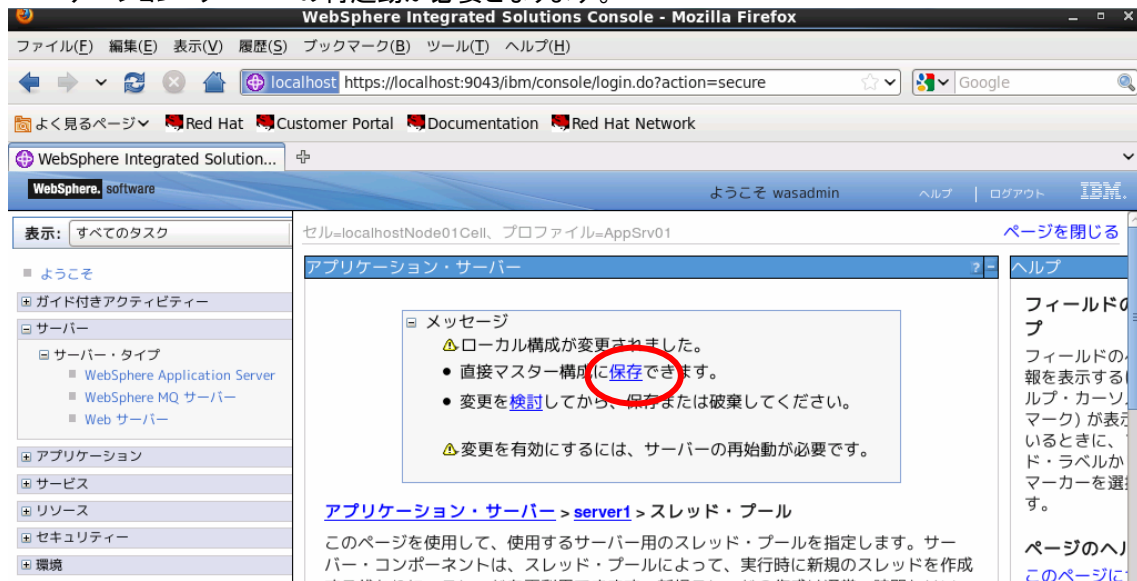 WebSphere Integrated Solutions Console - Mozilla Firefox
ファイル(F) 編集(E) 表示(V) 履歴(S) ブックマーク(B) ツール(T) ヘルプ(H)
localhost https://localhost:9043/ibm/console/login.do?action=secure Google
よく見るページ Red Hat Customer Portal Documentation Red Hat Network
WebSphere Integrated Solution...
WebSphere. software ようこそ wasadmin ヘルプ | ログアウト IBM.
表示: すべてのタスク
ようこそ
ガイド付きアクティビティー
サーバー
サーバー・タイプ
WebSphere Application Server
WebSphere MQ サーバー
Web サーバー
アプリケーション
サービス
リソース
セキュリティー
環境
セル=localhostNode01Cell、プロファイル=AppSrv01 ページを閉じる
アプリケーション・サーバー ? -
メッセージ
ローカル構成が変更されました。
直接マスター構成に保存できます。
変更を検討してから、保存または破棄してください。
変更を有効にするには、サーバーの再始動が必要です。
アプリケーション・サーバー > server1 > スレッド・プール
このページを使用して、使用するサーバー用のスレッド・プールを指定します。サー
バー・コンポーネントは、スレッド・プールによって、実行時に新規のスレッドを作成
ヘルプ
フィールドの
プ
フィールドの
報を表示する
ルプ・カーソ
マーク) が表示
いるときに、
ド・ラベルか
マーカーを選
す。
ページのヘル
このページに